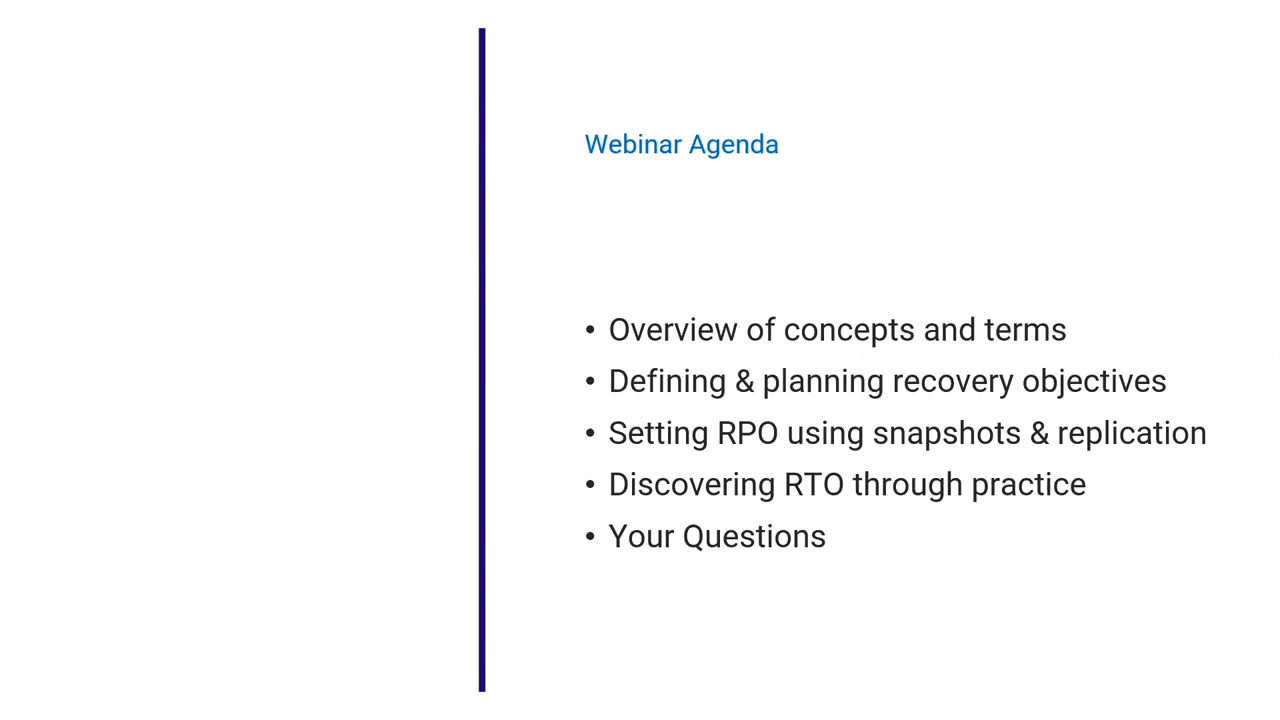 Webinar Agenda
• Overview of concepts and terms
• Defining & planning recovery objectives
• Setting RPO using snapshots & replication
• Discovering RTO through practice
• Your Questions